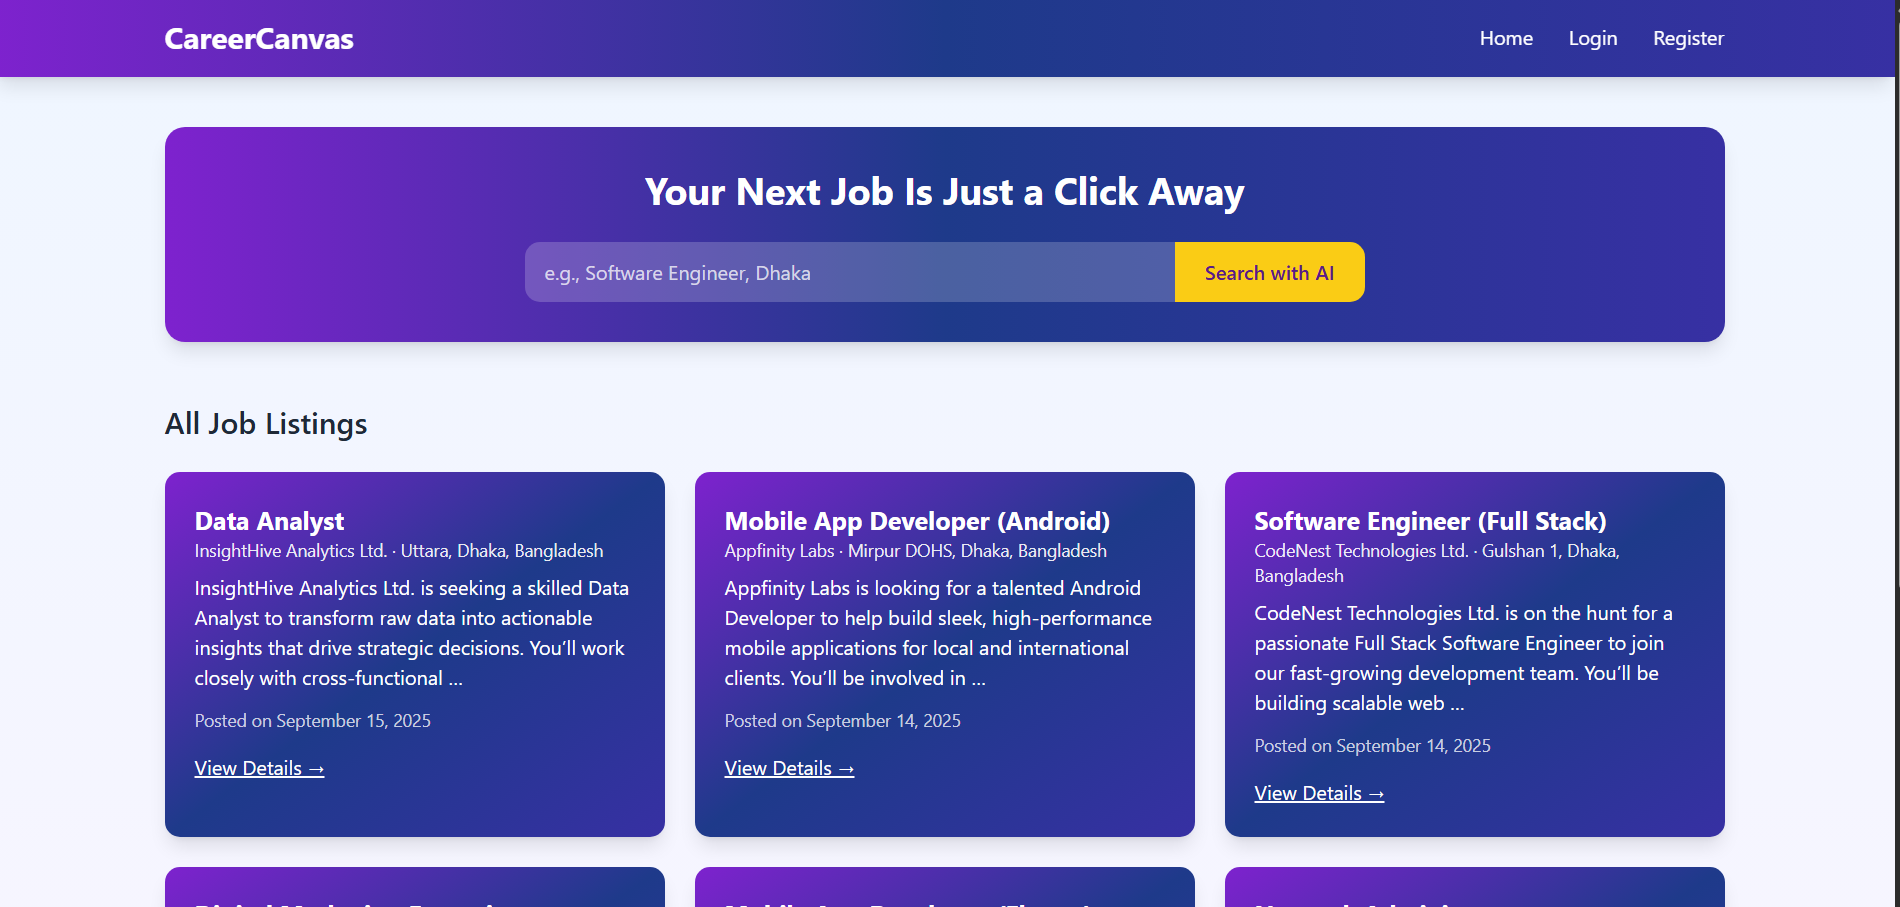 CareerCanvas
Home
Login
Register
Your Next Job Is Just a Click Away
e.g., Software Engineer, Dhaka
Search with AI
All Job Listings
Data Analyst
InsightHive Analytics Ltd. · Uttara, Dhaka, Bangladesh
InsightHive Analytics Ltd. is seeking a skilled Data
Analyst to transform raw data into actionable
insights that drive strategic decisions. You’ll work
closely with cross-functional ...
Posted on September 15, 2025
View Details →
Mobile App Developer (Android)
Appfinity Labs · Mirpur DOHS, Dhaka, Bangladesh
Appfinity Labs is looking for a talented Android
Developer to help build sleek, high-performance
mobile applications for local and international
clients. You’ll be involved in ...
Posted on September 14, 2025
View Details →
Software Engineer (Full Stack)
CodeNest Technologies Ltd. · Gulshan 1, Dhaka,
Bangladesh
CodeNest Technologies Ltd. is on the hunt for a
passionate Full Stack Software Engineer to join
our fast-growing development team. You’ll be
building scalable web ...
Posted on September 14, 2025
View Details →